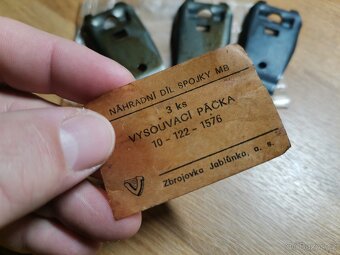 NÁHRADNÍ DÍL SPOJKY MB
3 ks
VYSOUVACÍ PÁČKA
10 - 122 - 1576
Zbrojovka Jablůnka, a. s.